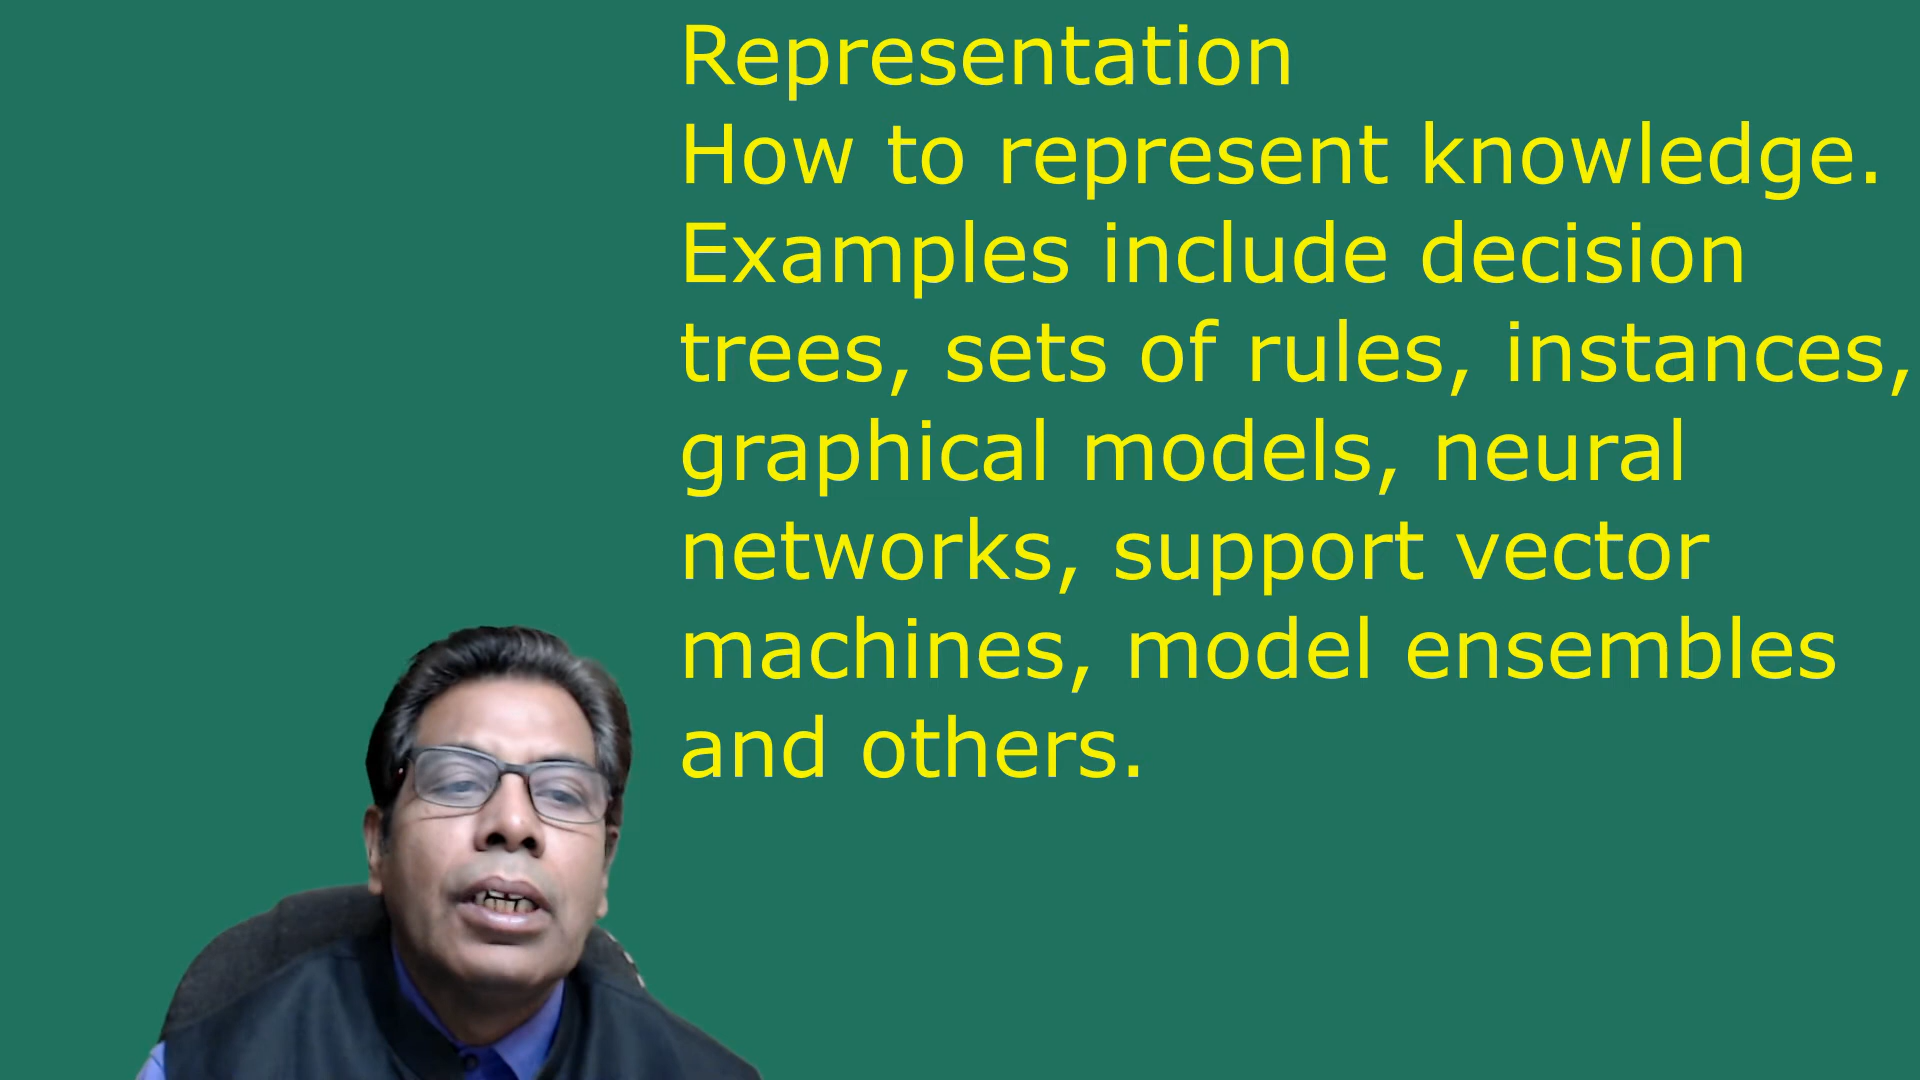 Representation
How to represent knowledge.
Examples include decision
trees, sets of rules, instances,
graphical models, neural
networks, support vector
machines, model ensembles
and others.